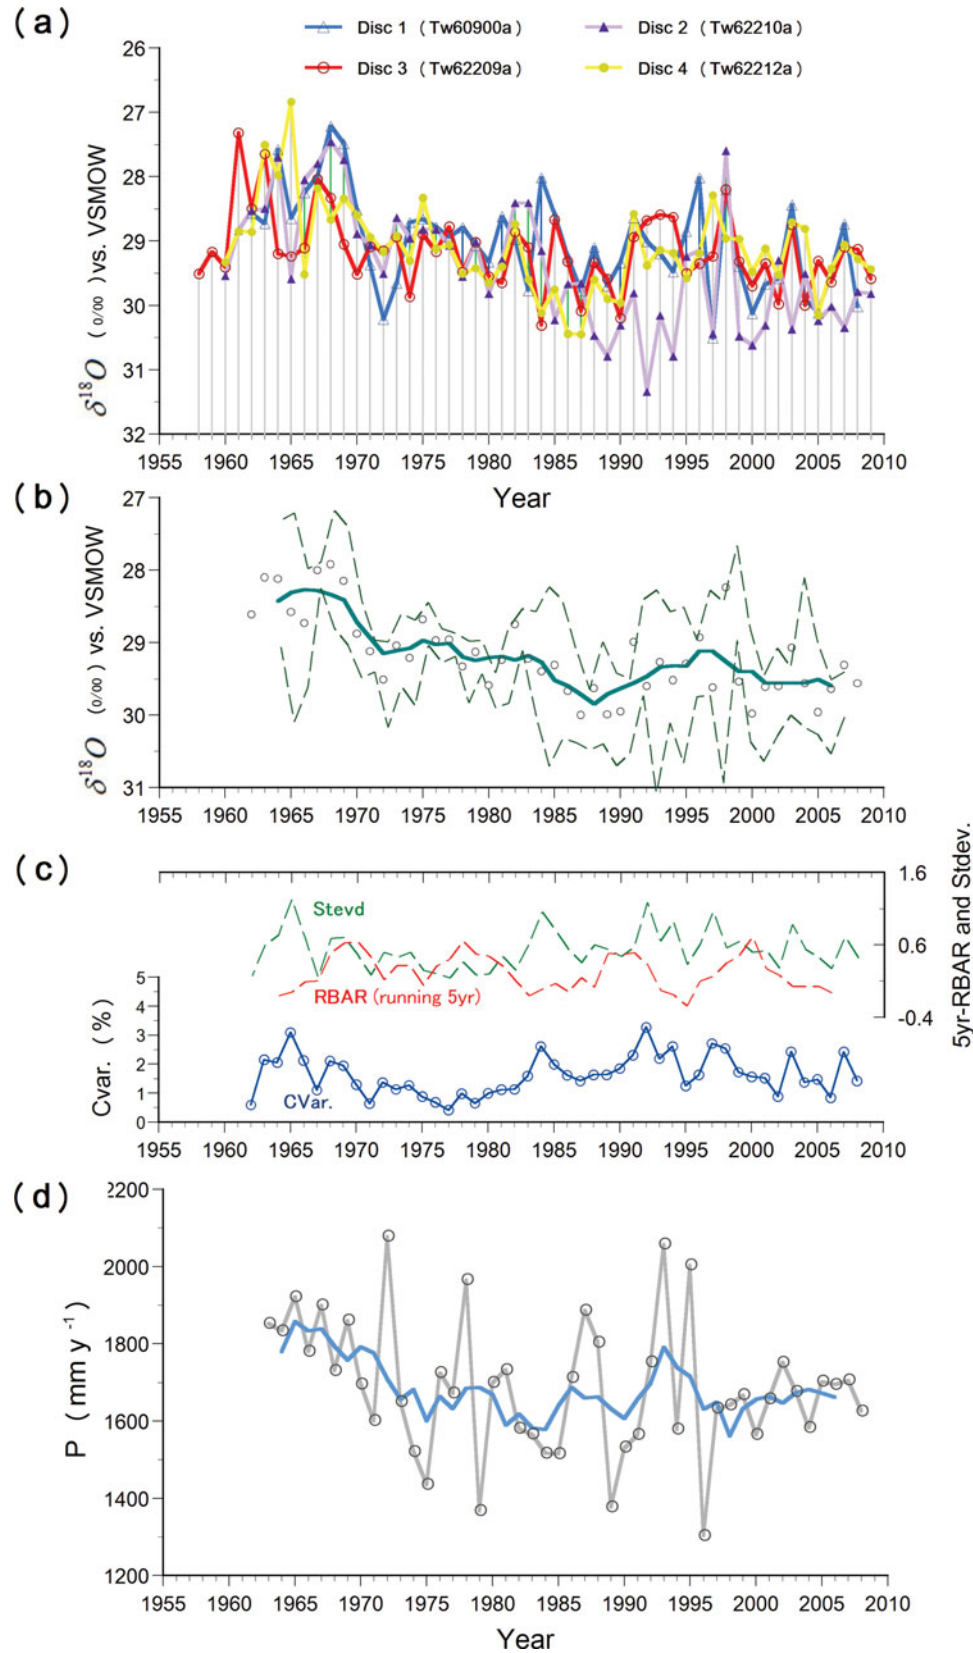 (a)
Disc 1 (Tw60900a) Disc 2 (Tw62210a)
Disc 3 (Tw62209a) Disc 4 (Tw62212a)
26
27
28
29
30
31
32
δ18O (0/00) vs. VSMOW
1955 1960 1965 1970 1975 1980 1985 1990 1995 2000 2005 2010
Year
(b)
27
28
29
30
31
δ18O (0/00) vs. VSMOW
1955 1960 1965 1970 1975 1980 1985 1990 1995 2000 2005 2010
(c)
1.6
0.6
-0.4
5yr-RBAR and Stdev.
Stevd
RBAR (running 5yr)
CVar.
5
4
3
2
1
0
Cvar. (%)
1955 1960 1965 1970 1975 1980 1985 1990 1995 2000 2005 2010
(d)
2200
2000
1800
1600
1400
1200
P (mm y -1)
1955 1960 1965 1970 1975 1980 1985 1990 1995 2000 2005 2010
Year